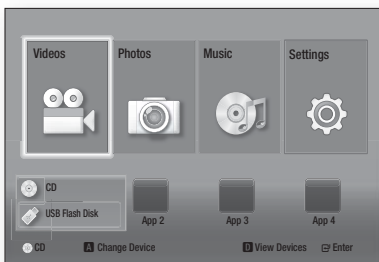 Videos Photos Music Settings
CD
USB Flash Disk
App 2 App 3 App 4
CD A Change Device D View Devices Enter